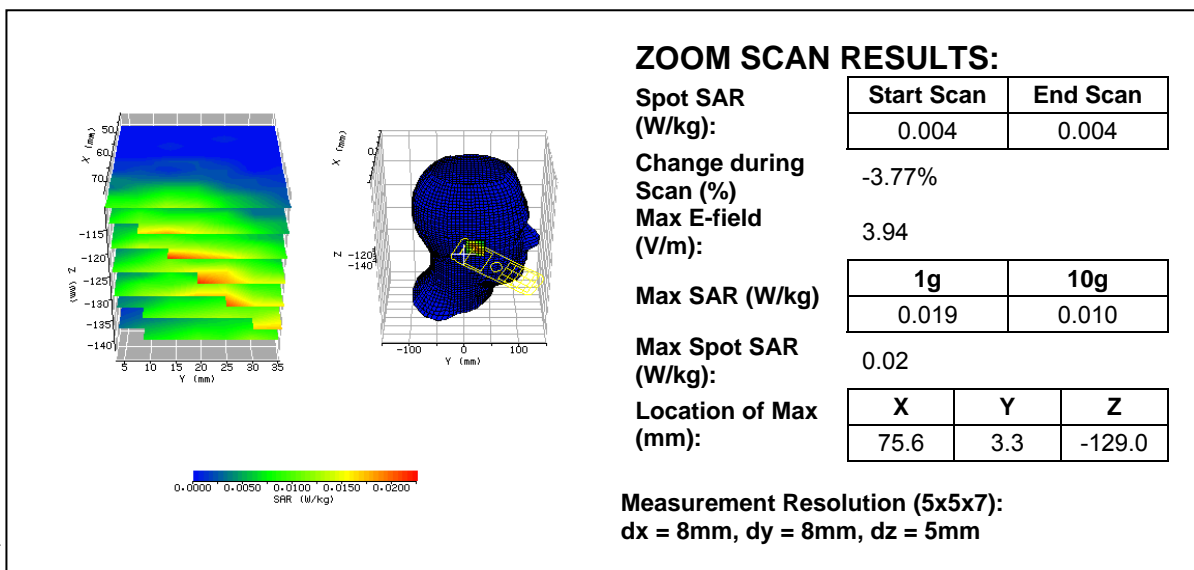 ZOOM SCAN RESULTS:
Spot SAR
(W/kg):
Start Scan End Scan
0.004 0.004
Change during
Scan (%)
-3.77%
Max E-field
(V/m):
3.94
Max SAR (W/kg)
1g 10g
0.019 0.010
Max Spot SAR
(W/kg):
0.02
Location of Max
(mm):
X Y Z
75.6 3.3 -129.0
Measurement Resolution (5x5x7):
dx = 8mm, dy = 8mm, dz = 5mm
50
60
70
X (mm)
-115
-120
-125
-130
-135
-140
Z (mm)
5 10 15 20 25 30 35
Y (mm)
X (mm)
0
Z (mm)
-120
-140
-100 0 100
Y (mm)
0.0000 0.0050 0.0100 0.0150 0.0200
SAR (W/kg)